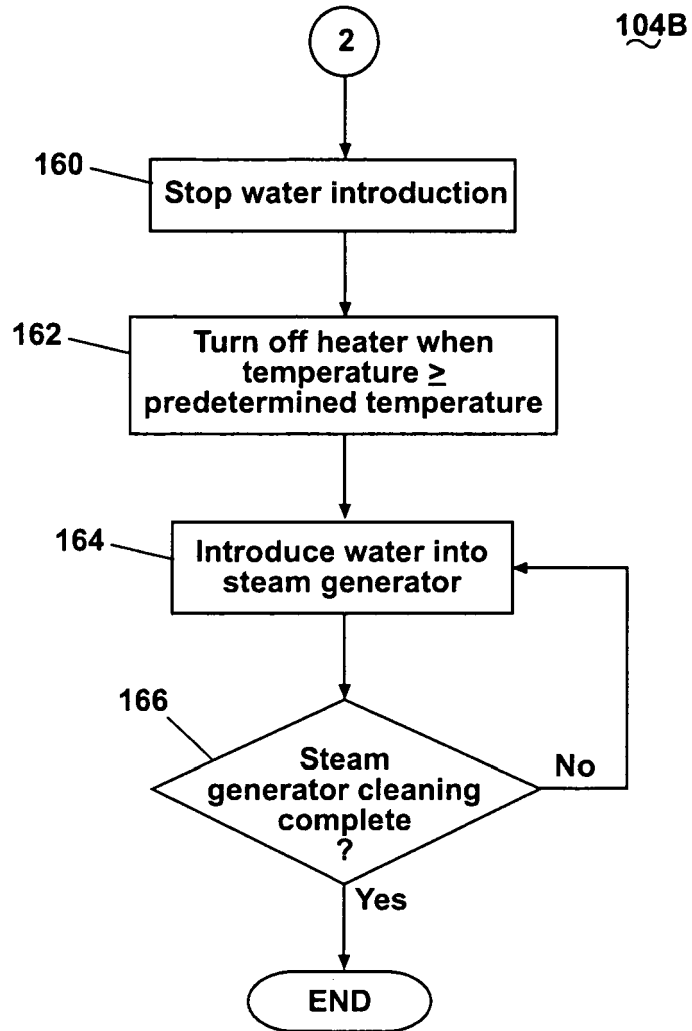 2
104B
160
Stop water introduction
162
Turn off heater when
temperature ≥
predetermined temperature
164
Introduce water into
steam generator
166
Steam
generator cleaning
complete
?
No
Yes
END